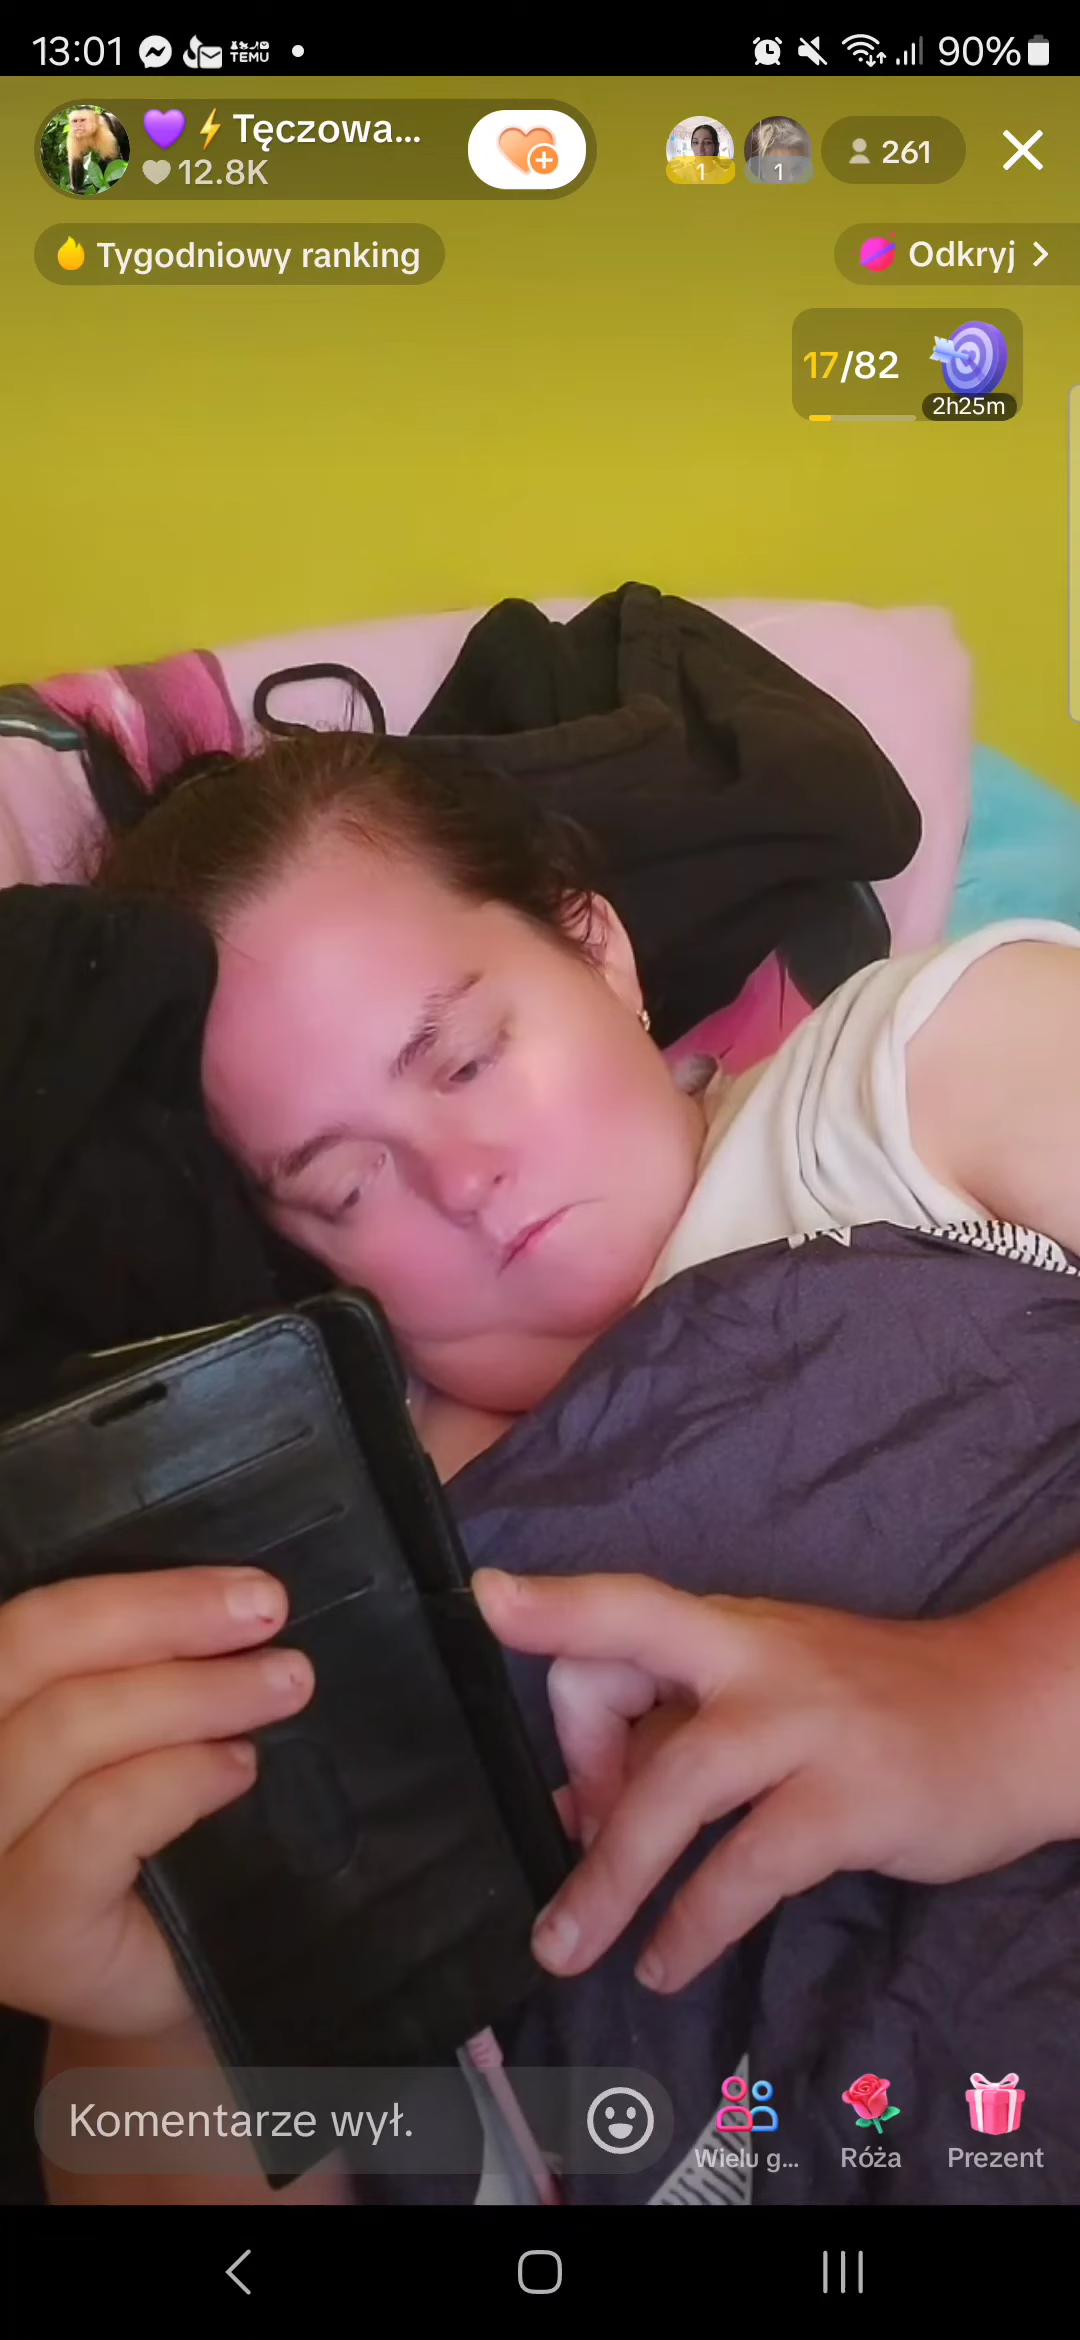 13:01
TEMU
90%
💜⚡Tęczowa...
12.8K
1
1
261
Tygodniowy ranking
Odkryj
17/82
2h25m
Komentarze wył.
Wielu g...
Róża
Prezent